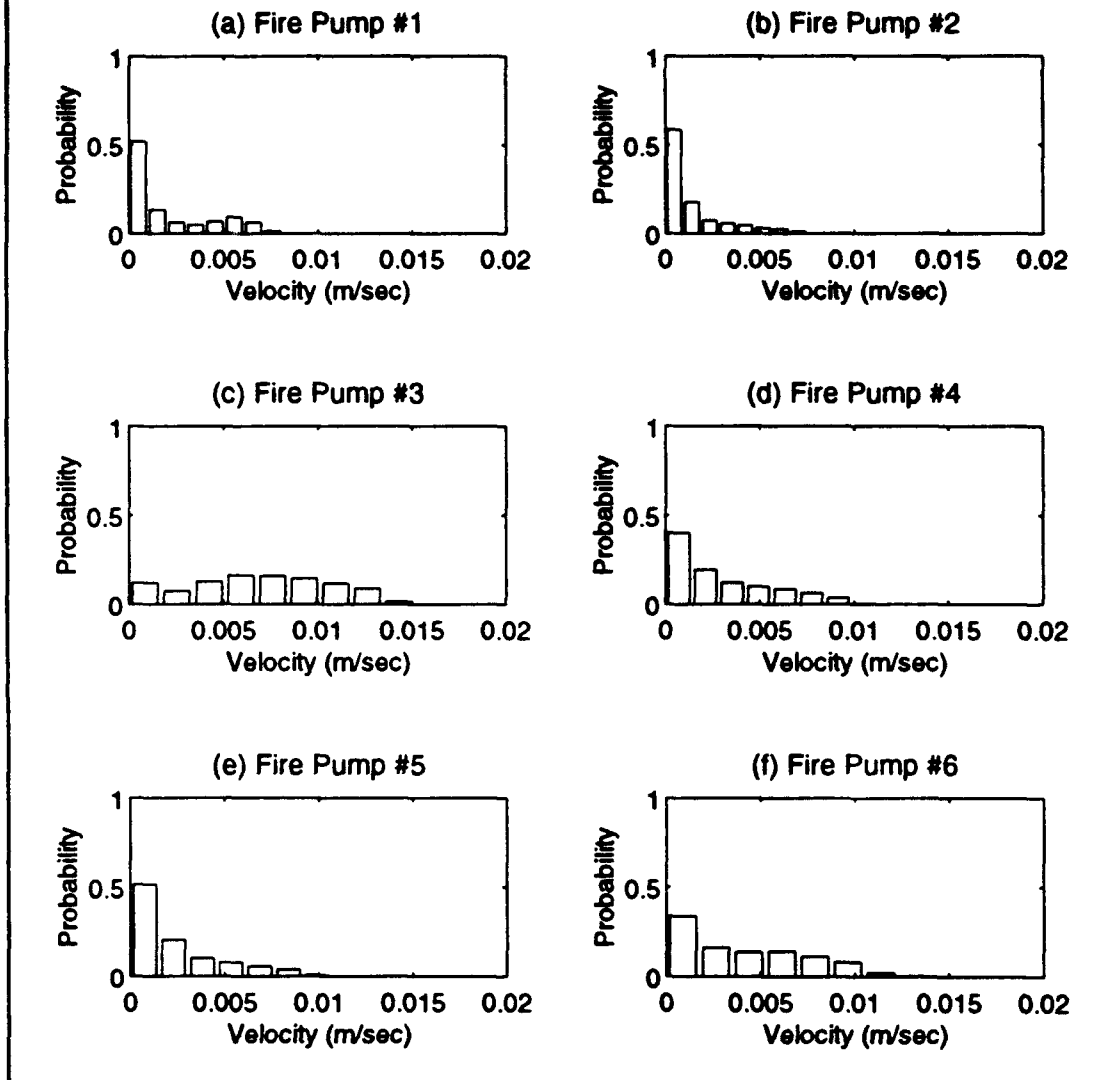 (a) Fire Pump #1
1
0.5
0
Probability
0 0.005 0.01 0.015 0.02
Velocity (m/sec)
(b) Fire Pump #2
1
0.5
0
Probability
0 0.005 0.01 0.015 0.02
Velocity (m/sec)
(c) Fire Pump #3
1
0.5
0
Probability
0 0.005 0.01 0.015 0.02
Velocity (m/sec)
(d) Fire Pump #4
1
0.5
0
Probability
0 0.005 0.01 0.015 0.02
Velocity (m/sec)
(e) Fire Pump #5
1
0.5
0
Probability
0 0.005 0.01 0.015 0.02
Velocity (m/sec)
(f) Fire Pump #6
1
0.5
0
Probability
0 0.005 0.01 0.015 0.02
Velocity (m/sec)